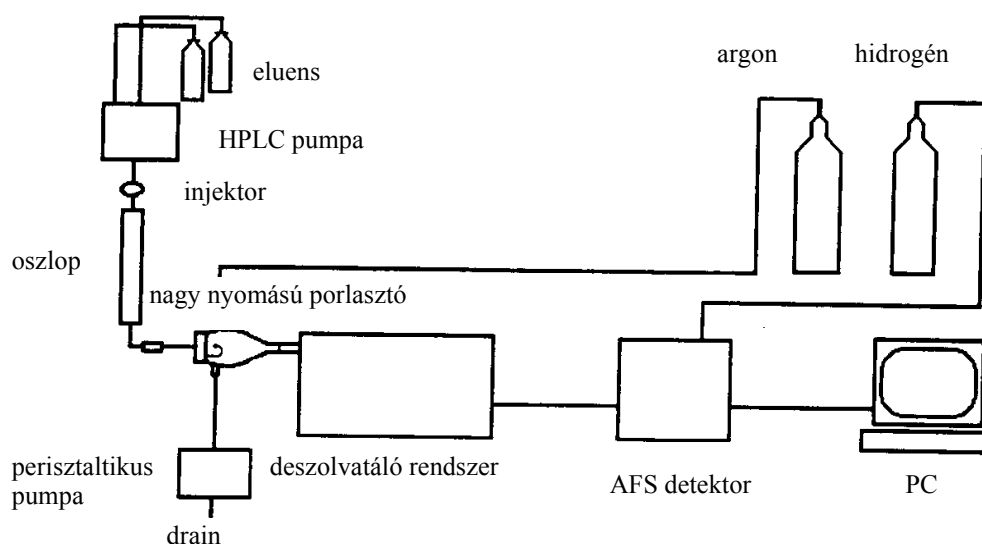 argon
hidrogén
eluens
HPLC pumpa
injektor
oszlop
nagy nyomású porlasztó
perisztaltikus
pumpa
deszolvatáló rendszer
AFS detektor
PC
drain